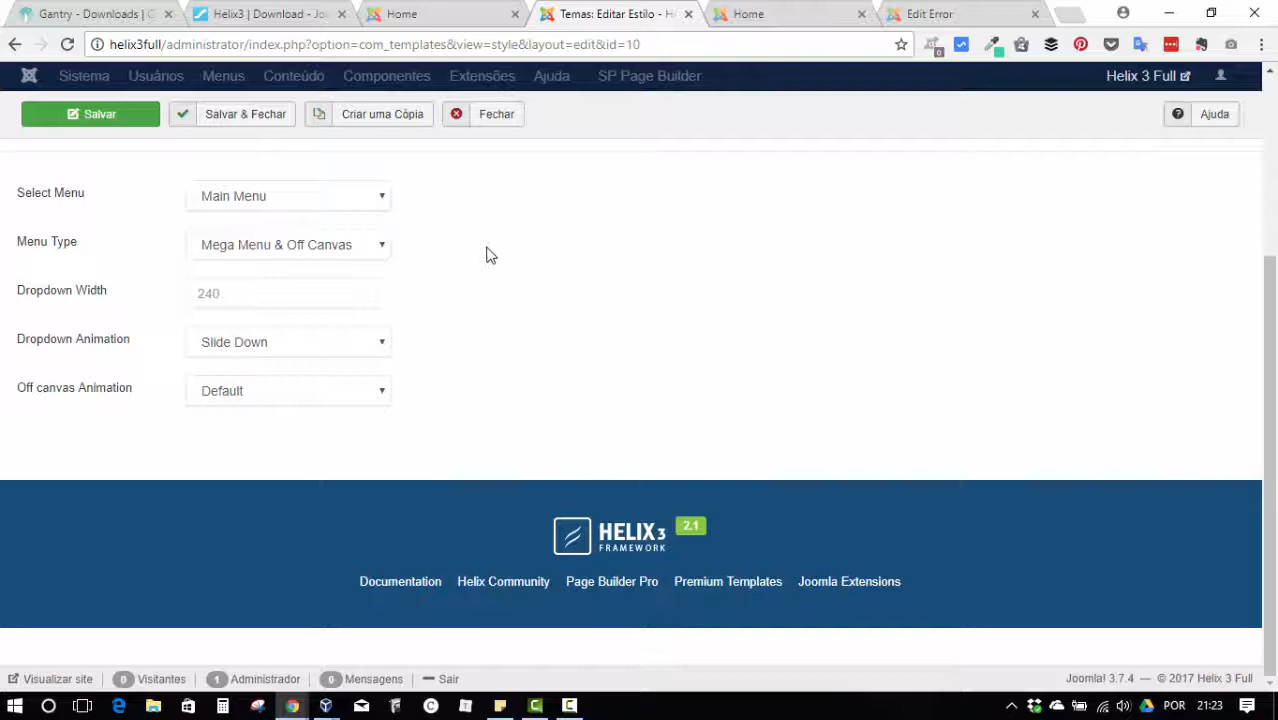 Gantry - Downloads | G
Helix3 | Download - Jo
Home
Temas: Editar Estilo - H
Home
Edit Error
helix3full/administrator/index.php?option=com_templates&view=style&layout=edit&id=10
Sistema Usuários Menus Conteúdo Componentes Extensões Ajuda SP Page Builder Helix 3 Full
Salvar Salvar & Fechar Criar uma Cópia Fechar Ajuda
Select Menu Main Menu
Menu Type Mega Menu & Off Canvas
Dropdown Width 240
Dropdown Animation Slide Down
Off canvas Animation Default
HELIX3 2.1
FRAMEWORK
Documentation Helix Community Page Builder Pro Premium Templates Joomla Extensions
Visualizar site 0 Visitantes 1 Administrador 0 Mensagens Sair Joomla! 3.7.4 — © 2017 Helix 3 Full
POR 21:23